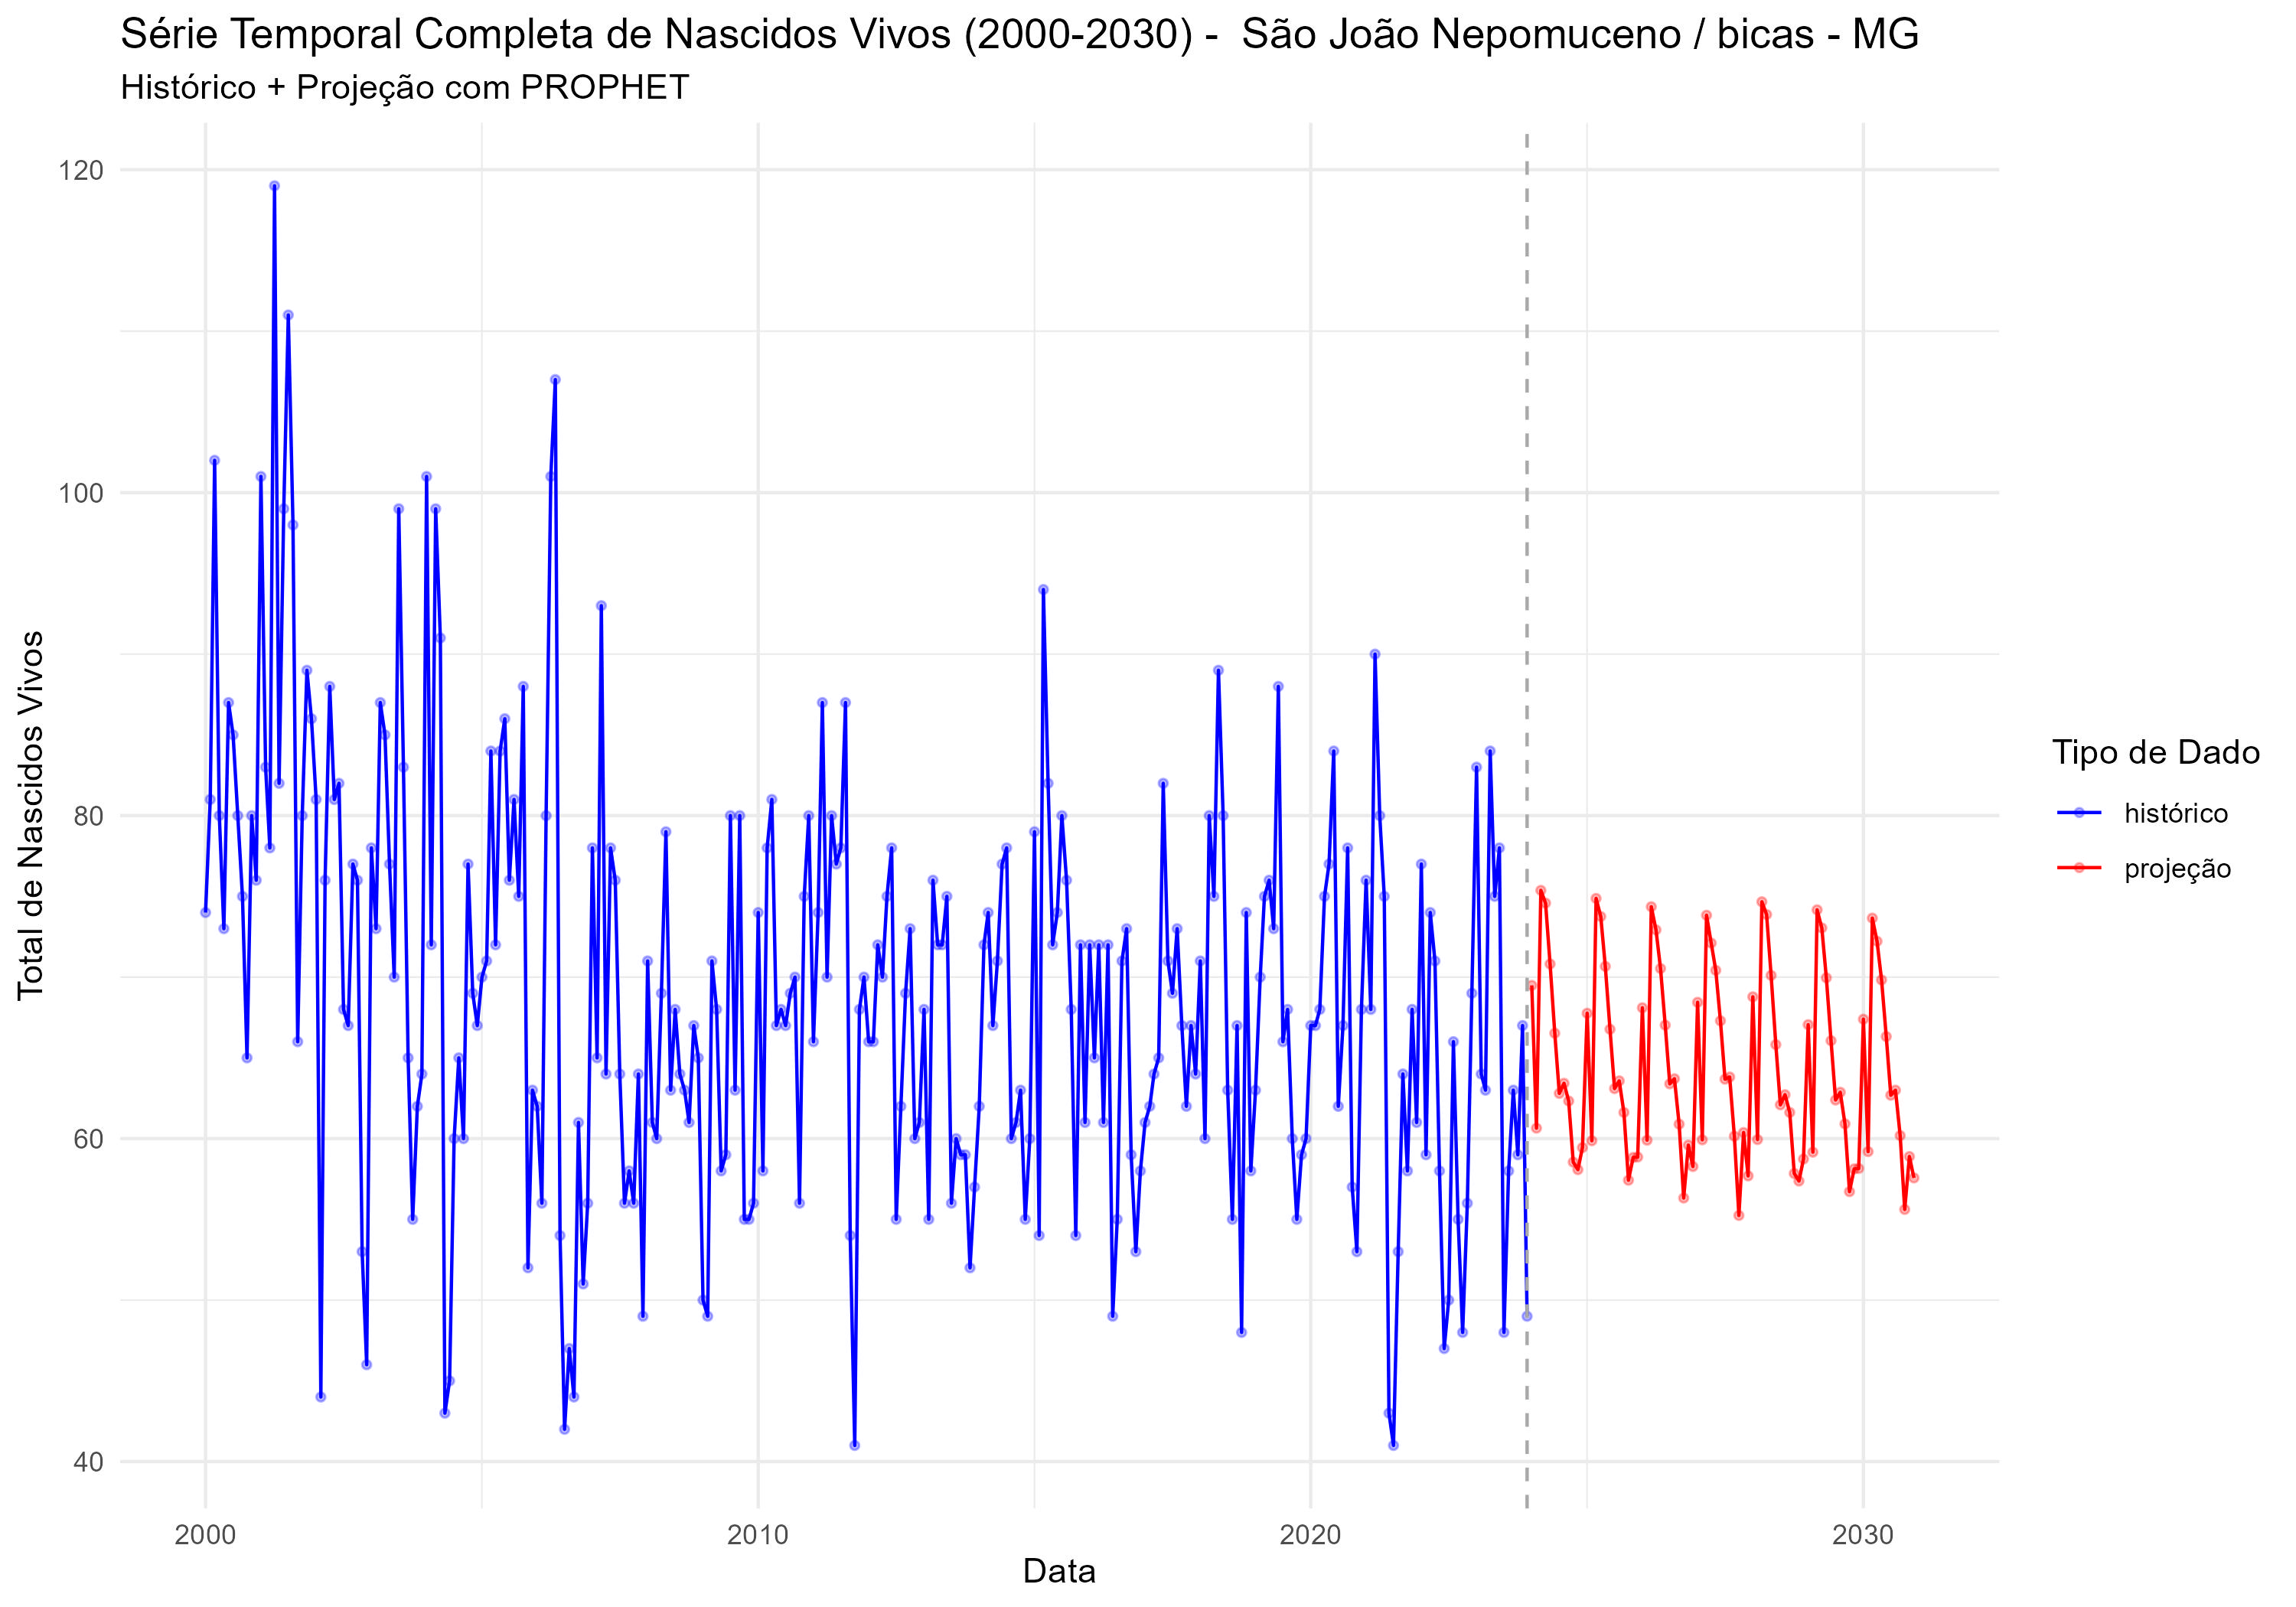 Série Temporal Completa de Nascidos Vivos (2000-2030) -  São João Nepomuceno / bicas - MG
Histórico + Projeção com PROPHET
Total de Nascidos Vivos
120
100
80
60
40
2000
2010
2020
2030
Data
Tipo de Dado
histórico
projeção